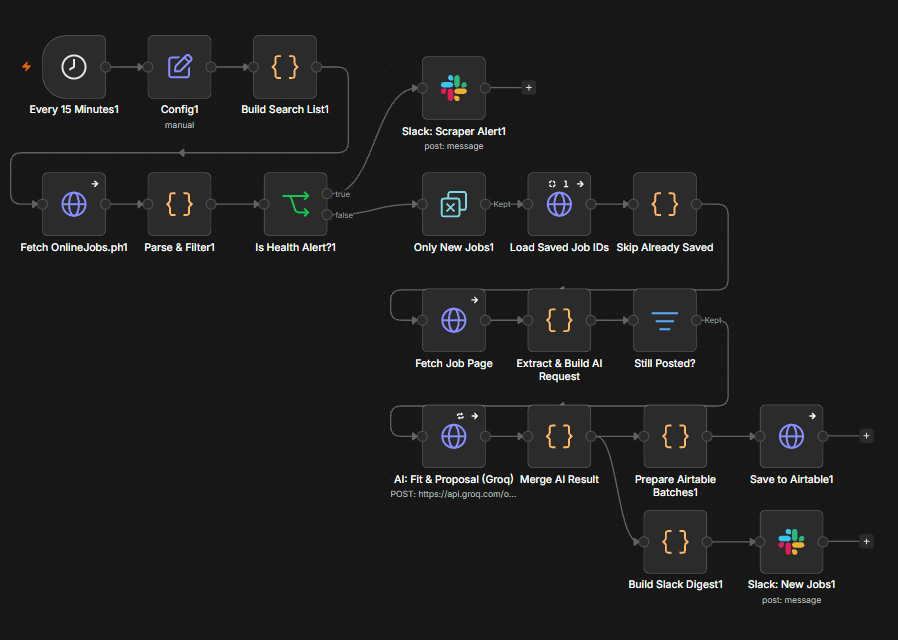 Every 15 Minutes1
Config1
manual
Build Search List1
Slack: Scraper Alert1
post: message
Fetch OnlineJobs.ph1
Parse & Filter1
Is Health Alert?1
true
false
Only New Jobs1
Kept
1
Load Saved Job IDs
Skip Already Saved
Fetch Job Page
Extract & Build AI
Request
Still Posted?
Kept
AI: Fit & Proposal (Groq)
POST: https://api.groq.com/o...
Merge AI Result
Prepare Airtable
Batches1
Save to Airtable1
Build Slack Digest1
Slack: New Jobs1
post: message